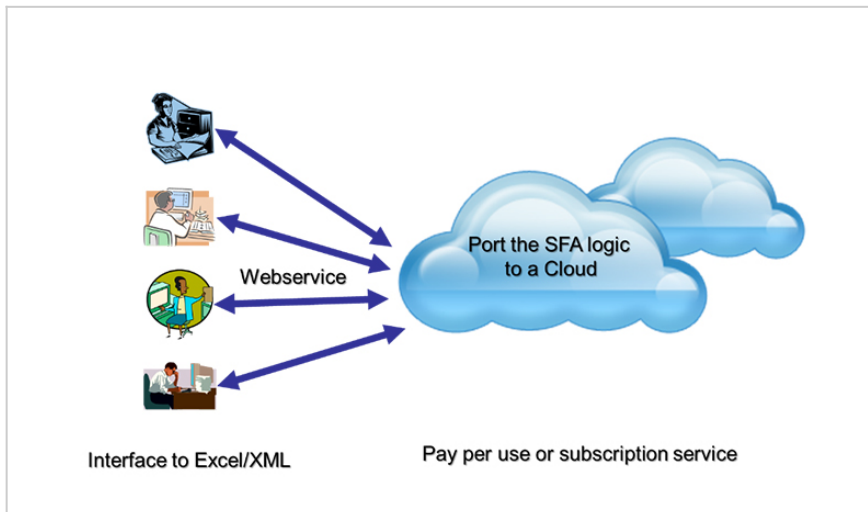 Port the SFA logic
to a Cloud
Webservice
Interface to Excel/XML
Pay per use or subscription service